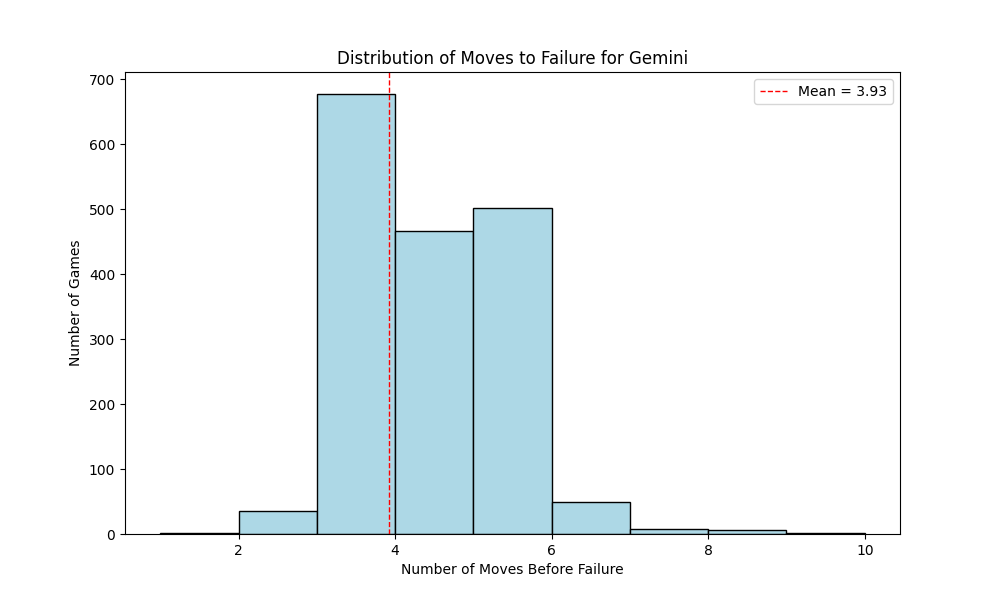 Distribution of Moves to Failure for Gemini
Mean = 3.93
700
600
500
400
300
200
100
0
Number of Games
2 4 6 8 10
Number of Moves Before Failure